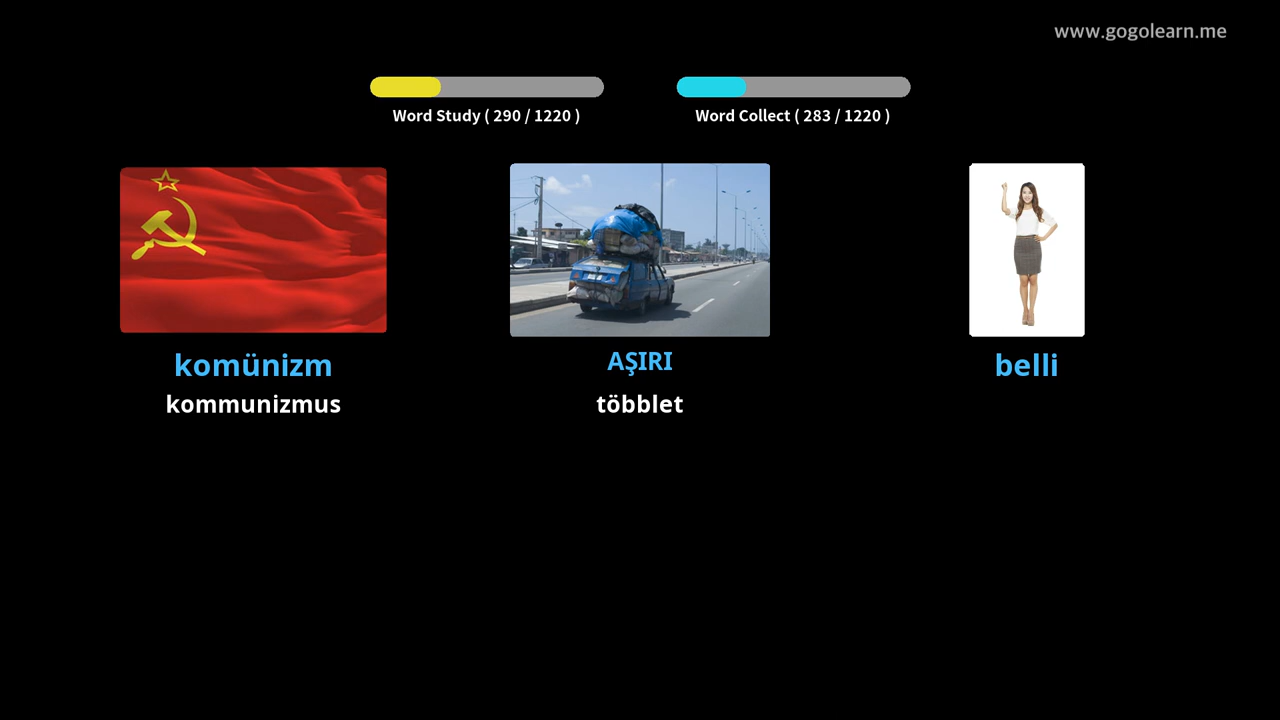 www.gogolearn.me
Word Study ( 290 / 1220 )
Word Collect ( 283 / 1220 )
komünizm
kommunizmus
AŞIRI
többlet
belli